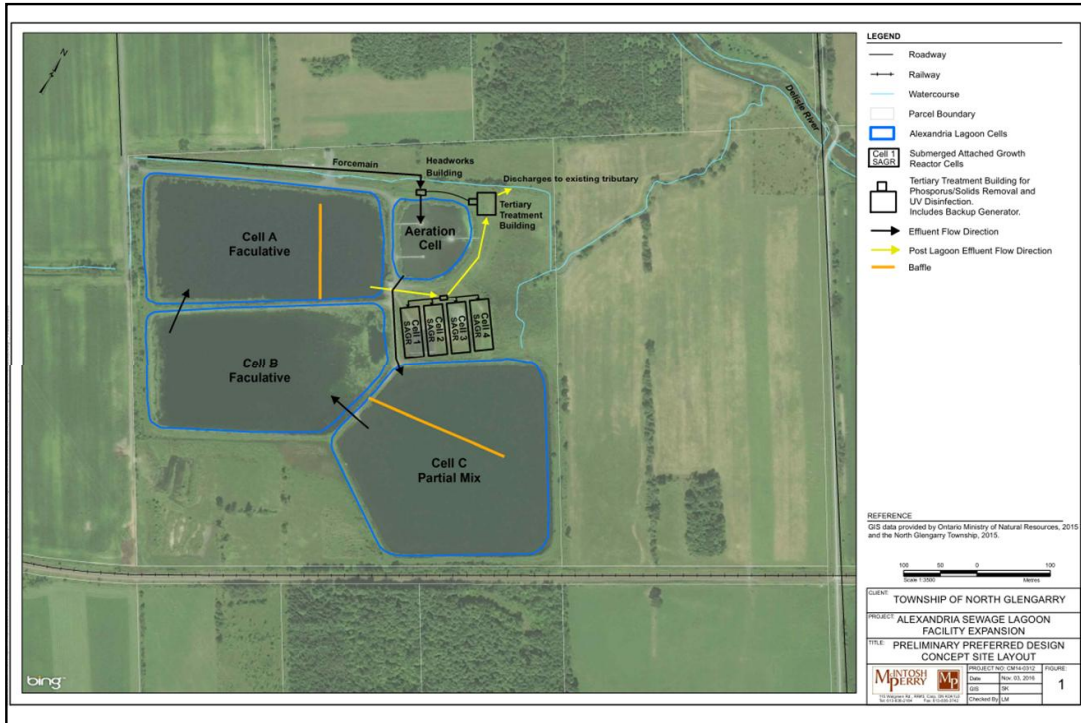 N
Delisle River
Forcemain
Headworks
Building
Discharges to existing tributary
Tertiary
Treatment
Building
Aeration
Cell
Cell A
Faculative
Cell 1
SAGR
Cell 2
SAGR
Cell 3
SAGR
Cell 4
SAGR
Cell B
Faculative
Cell C
Partial Mix
bing
LEGEND
Roadway
Railway
Watercourse
Parcel Boundary
Alexandria Lagoon Cells
Cell 1
SAGR
Submerged Attached Growth
Reactor Cells
Tertiary Treatment Building for
Phosporus/Solids Removal and
UV Disinfection.
Includes Backup Generator.
Effluent Flow Direction
Post Lagoon Effluent Flow Direction
Baffle
REFERENCE
GIS data provided by Ontario Ministry of Natural Resources, 2015
and the North Glengarry Township, 2015.
100 50 0 100
Scale 1:3500 Metres
CLIENT: TOWNSHIP OF NORTH GLENGARRY
PROJECT: ALEXANDRIA SEWAGE LAGOON
FACILITY EXPANSION
TITLE: PRELIMINARY PREFERRED DESIGN
CONCEPT SITE LAYOUT
McINTOSH
PERRY
MP
PROJECT NO: CM14-0312
Date Nov. 03, 2016
GIS SK
Checked By LM
FIGURE:
1